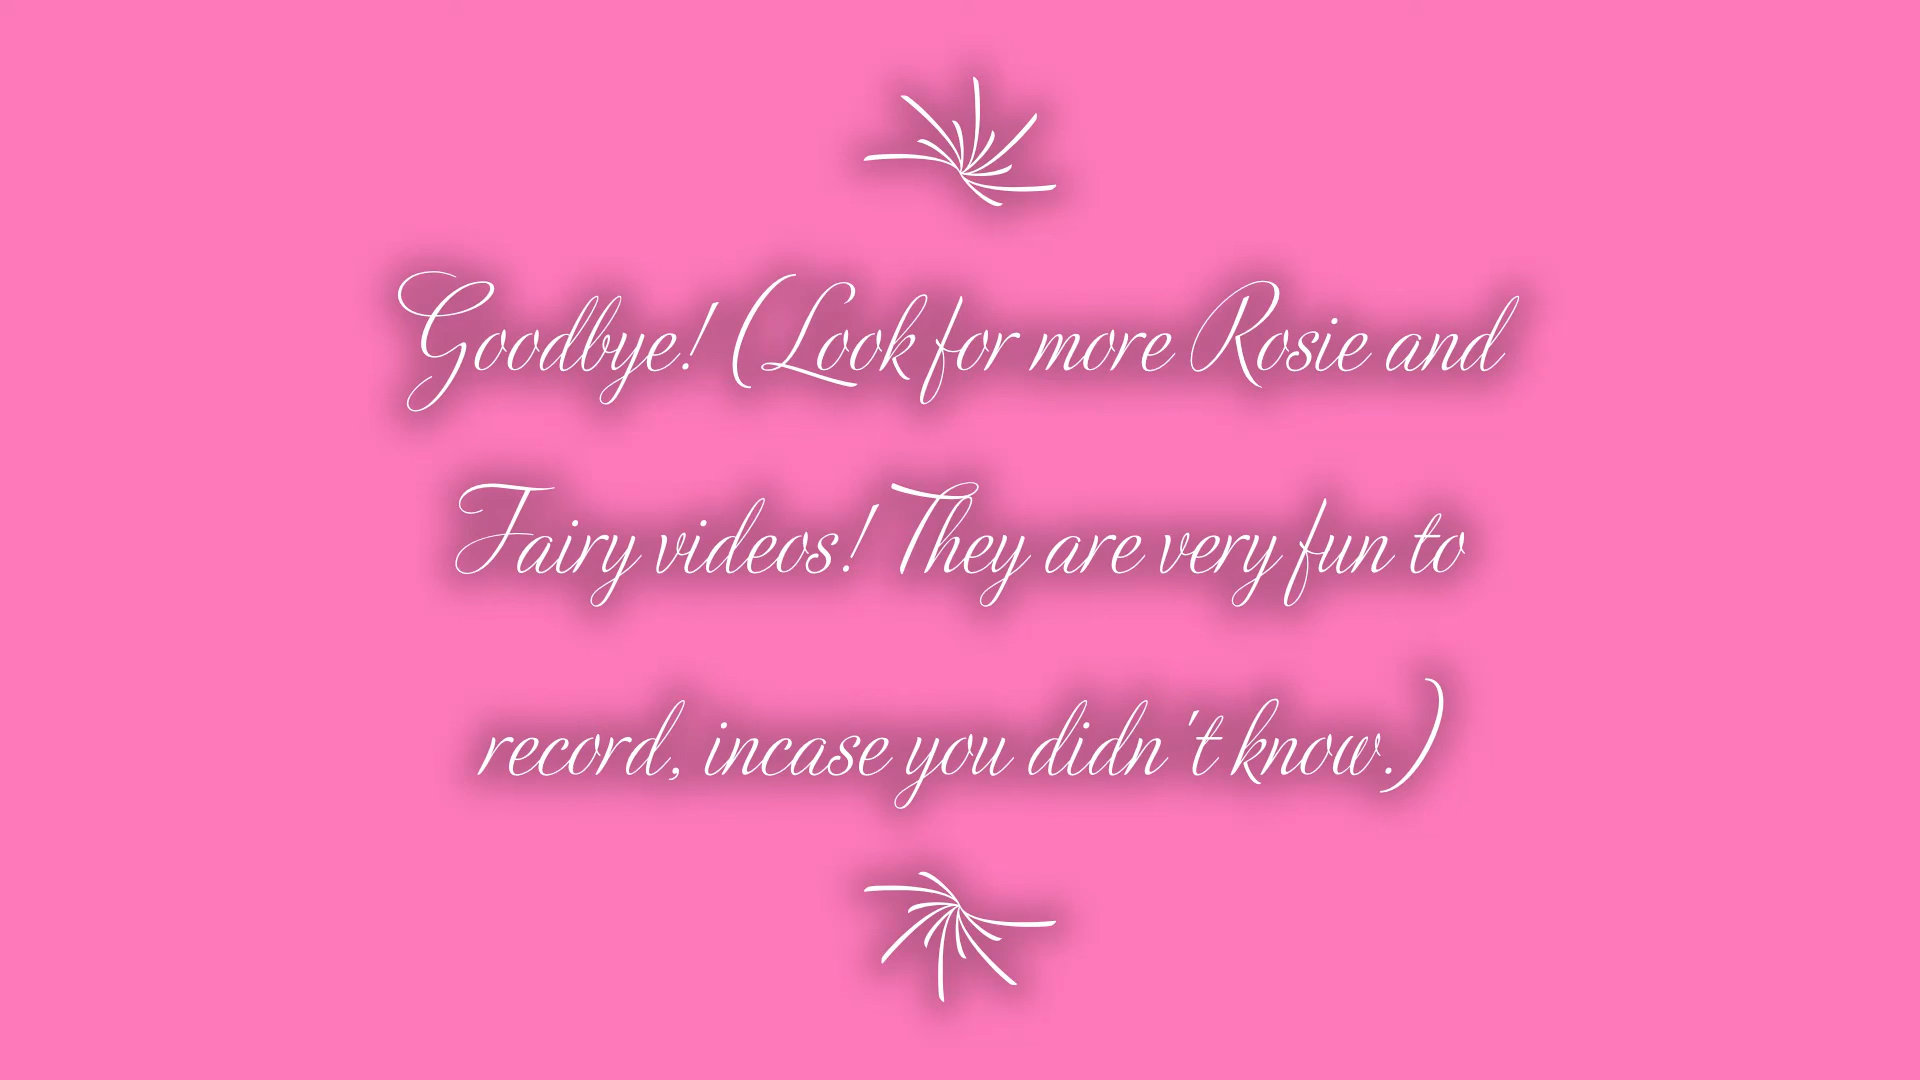 Goodbye! (Look for more Rosie and
Fairy videos! They are very fun to
record, incase you didn't know.)